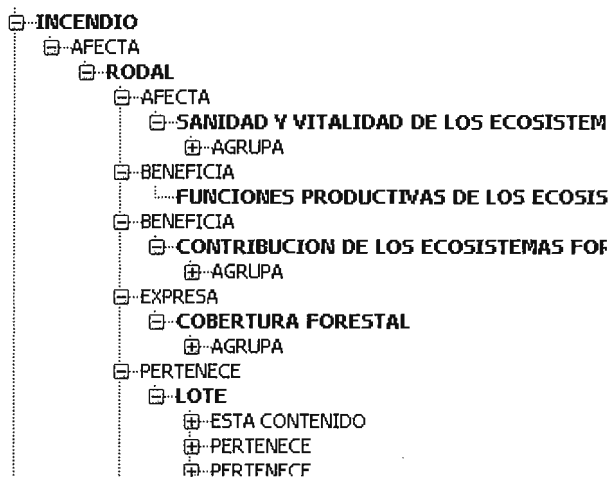 INCENDIO
AFECTA
RODAL
AFECTA
SANIDAD Y VITALIDAD DE LOS ECOSISTEM
AGRUPA
BENEFICIA
FUNCIONES PRODUCTIVAS DE LOS ECOSIS
BENEFICIA
CONTRIBUCION DE LOS ECOSISTEMAS FOR
AGRUPA
EXPRESA
COBERTURA FORESTAL
AGRUPA
PERTENECE
LOTE
ESTA CONTENIDO
PERTENECE
PERTENECE